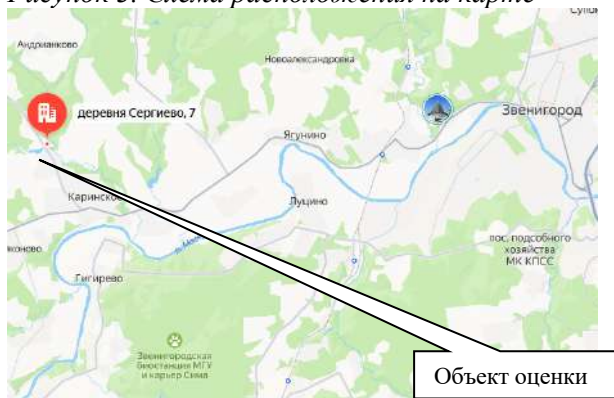 Рисунок 3. Схема расположения на карте
Андрианково
Новоалександровка
деревня Сергиево, 7
Звенигород
Ягунино
Каринское
Луцино
р. Москва
пос. подсобного
хозяйства
МК КПСС
Гигирево
Звенигородская
биостанция МГУ
и карьер Сима
Объект оценки